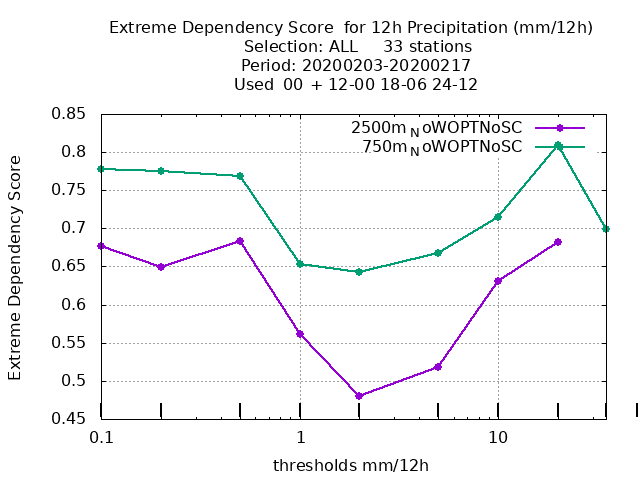 Extreme Dependency Score for 12h Precipitation (mm/12h)
Selection: ALL 33 stations
Period: 20200203-20200217
Used 00 + 12-00 18-06 24-12
2500m_NoWOPTNoSC
750m_NoWOPTNoSC
Extreme Dependency Score
0.85
0.8
0.75
0.7
0.65
0.6
0.55
0.5
0.45
0.1 1 10
thresholds mm/12h